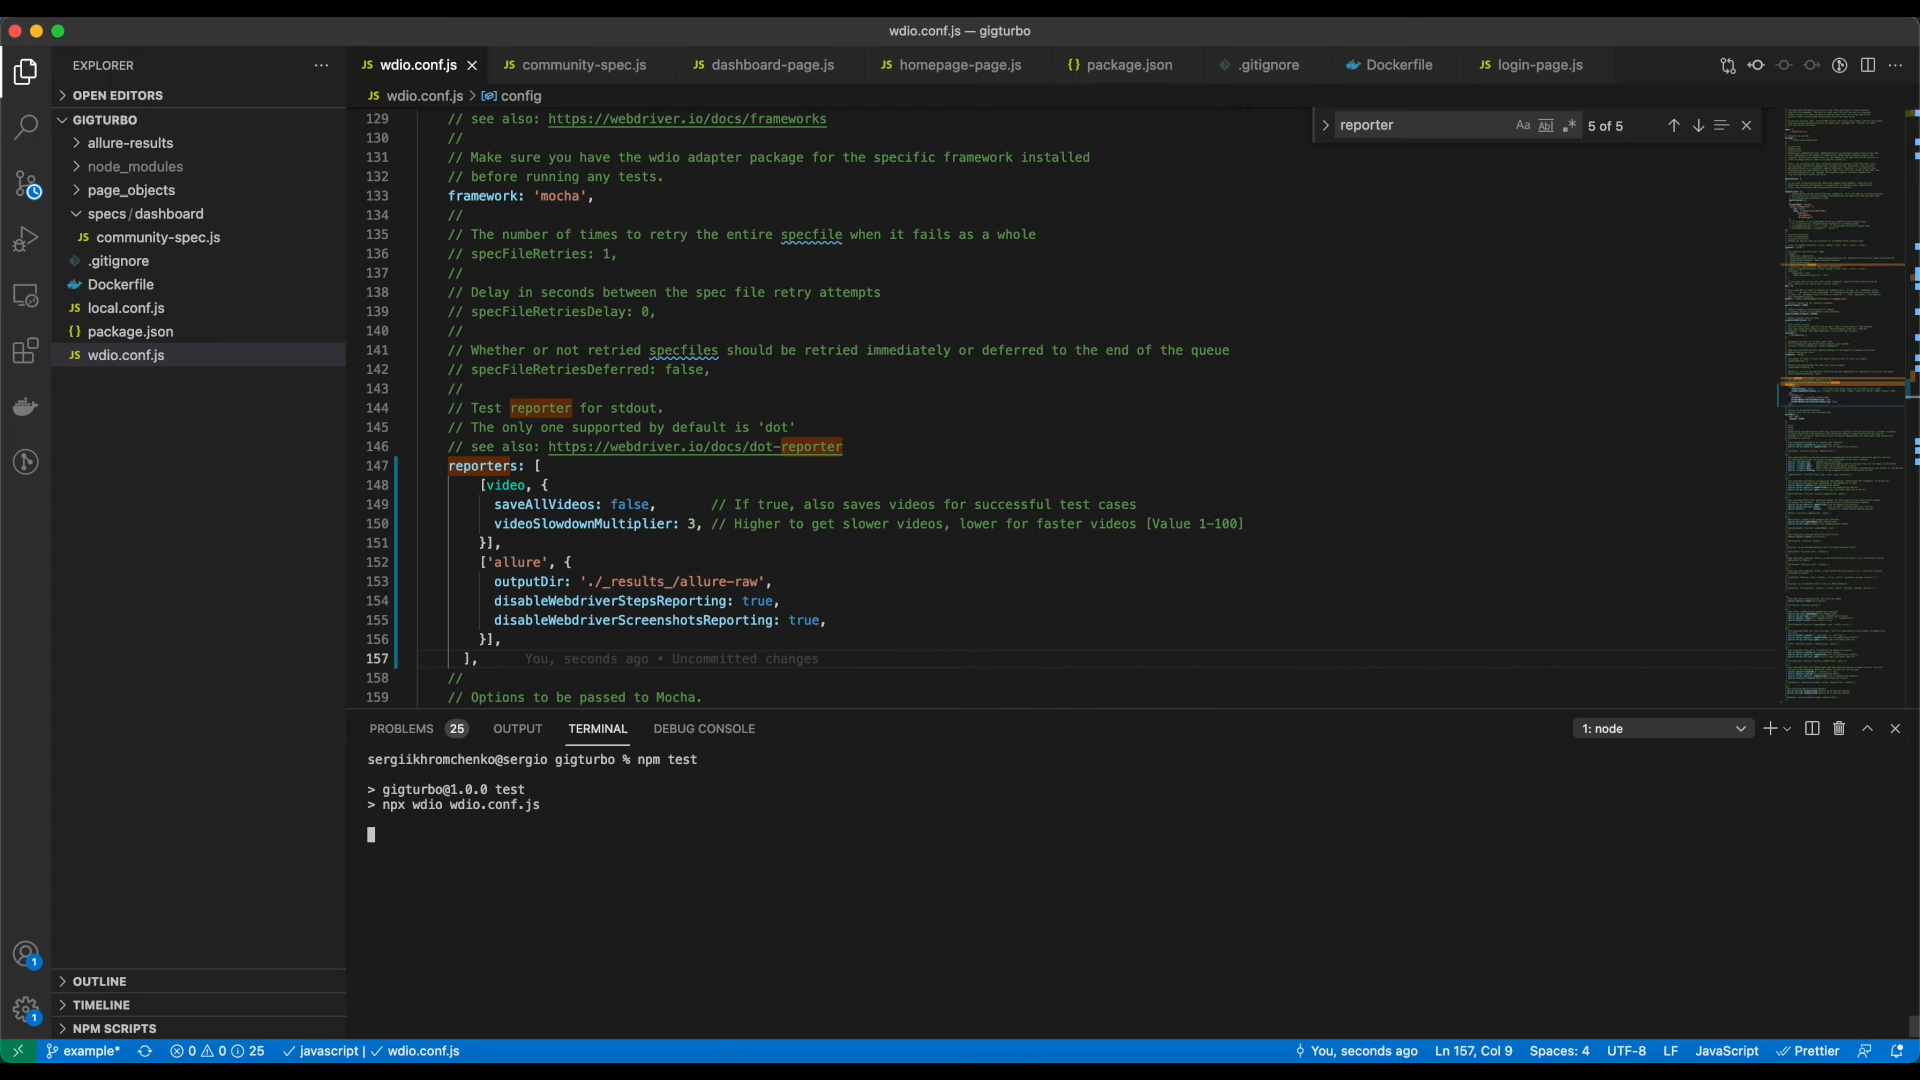 wdio.conf.js — gigturbo
EXPLORER
OPEN EDITORS
GIGTURBO
allure-results
node_modules
page_objects
specs / dashboard
JS community-spec.js
.gitignore
Dockerfile
JS local.conf.js
{} package.json
JS wdio.conf.js
OUTLINE
TIMELINE
NPM SCRIPTS
JS wdio.conf.js
JS community-spec.js
JS dashboard-page.js
JS homepage-page.js
{} package.json
.gitignore
Dockerfile
JS login-page.js
JS wdio.conf.js > config
reporter Aa Abl .* 5 of 5
129 // see also: https://webdriver.io/docs/frameworks
130 //
131 // Make sure you have the wdio adapter package for the specific framework installed
132 // before running any tests.
133 framework: 'mocha',
134 //
135 // The number of times to retry the entire specfile when it fails as a whole
136 // specFileRetries: 1,
137 //
138 // Delay in seconds between the spec file retry attempts
139 // specFileRetriesDelay: 0,
140 //
141 // Whether or not retried specfiles should be retried immediately or deferred to the end of the queue
142 // specFileRetriesDeferred: false,
143 //
144 // Test reporter for stdout.
145 // The only one supported by default is 'dot'
146 // see also: https://webdriver.io/docs/dot-reporter
147 reporters: [
148 [video, {
149 saveAllVideos: false, // If true, also saves videos for successful test cases
150 videoSlowdownMultiplier: 3, // Higher to get slower videos, lower for faster videos [Value 1-100]
151 }],
152 ['allure', {
153 outputDir: './_results_/allure-raw',
154 disableWebdriverStepsReporting: true,
155 disableWebdriverScreenshotsReporting: true,
156 }],
157 ], You, seconds ago • Uncommitted changes
158 //
159 // Options to be passed to Mocha.
PROBLEMS 25 OUTPUT TERMINAL DEBUG CONSOLE 1: node
sergiikhromchenko@sergio gigturbo % npm test
> gigturbo@1.0.0 test
> npx wdio wdio.conf.js
1
1
example* 0 0 25 javascript | wdio.conf.js You, seconds ago Ln 157, Col 9 Spaces: 4 UTF-8 LF JavaScript Prettier